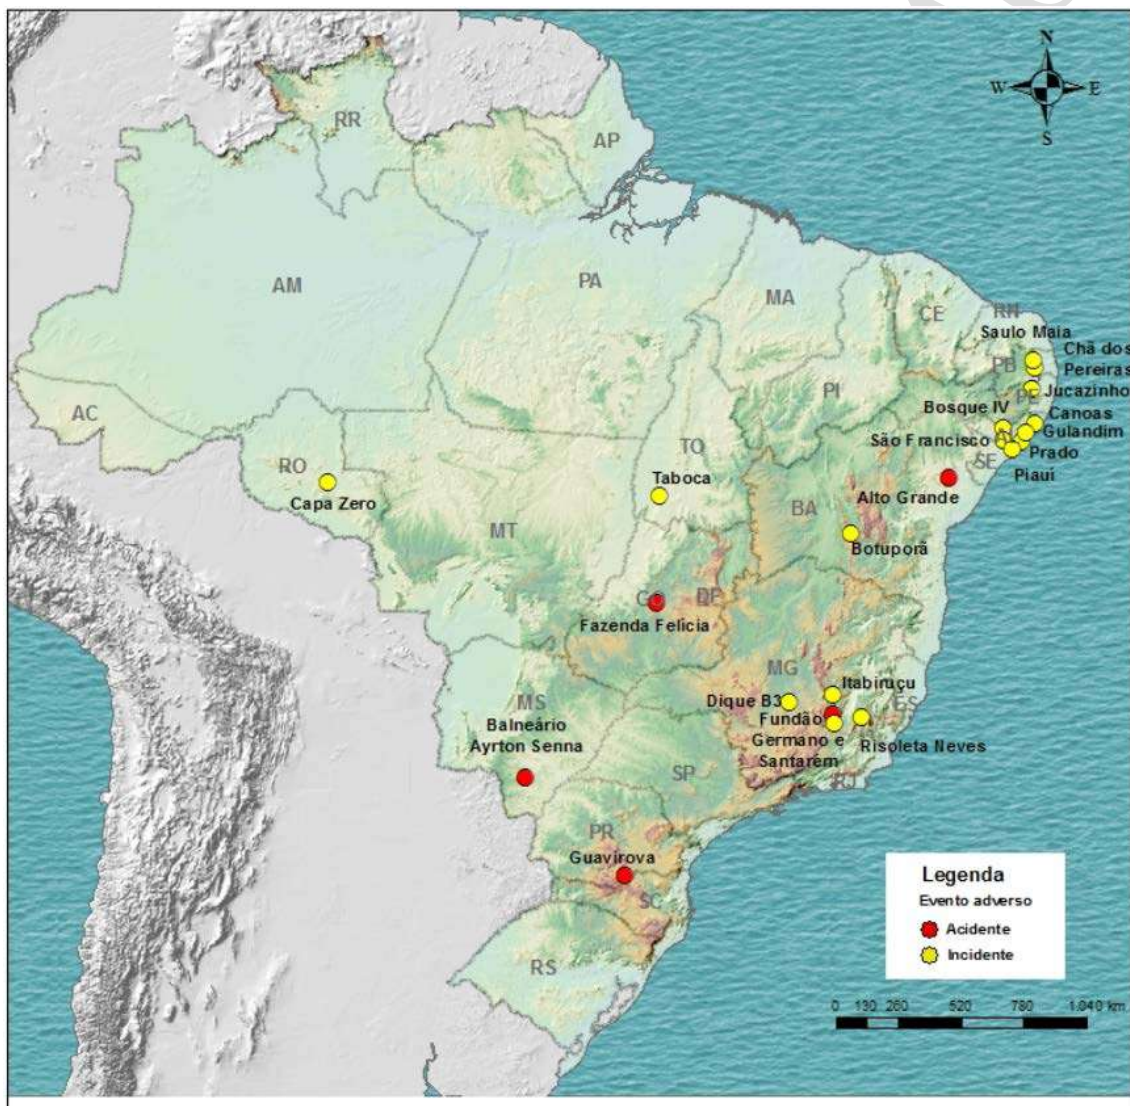 N
W E
S
RR
AP
AM
PA
MA
CE
RN
Saulo Maia
Chã dos
Pereiras
PB
PI
PE
Jucazinho
AC
Bosque IV
Canoas
Gulandim
TO
São Francisco
Prado
RO
SE
Piauí
Taboca
Capa Zero
Alto Grande
BA
MT
Botuporã
GO
DF
Fazenda Felícia
MG
Itabiruçu
MS
Dique B3
ES
Balneário
Ayrton Senna
Fundão
Germano e
Santarém
Risoleta Neves
SP
RJ
PR
Guavirova
SC
RS
Legenda
Evento adverso
Acidente
Incidente
0 130 260 520 780 1.040 km